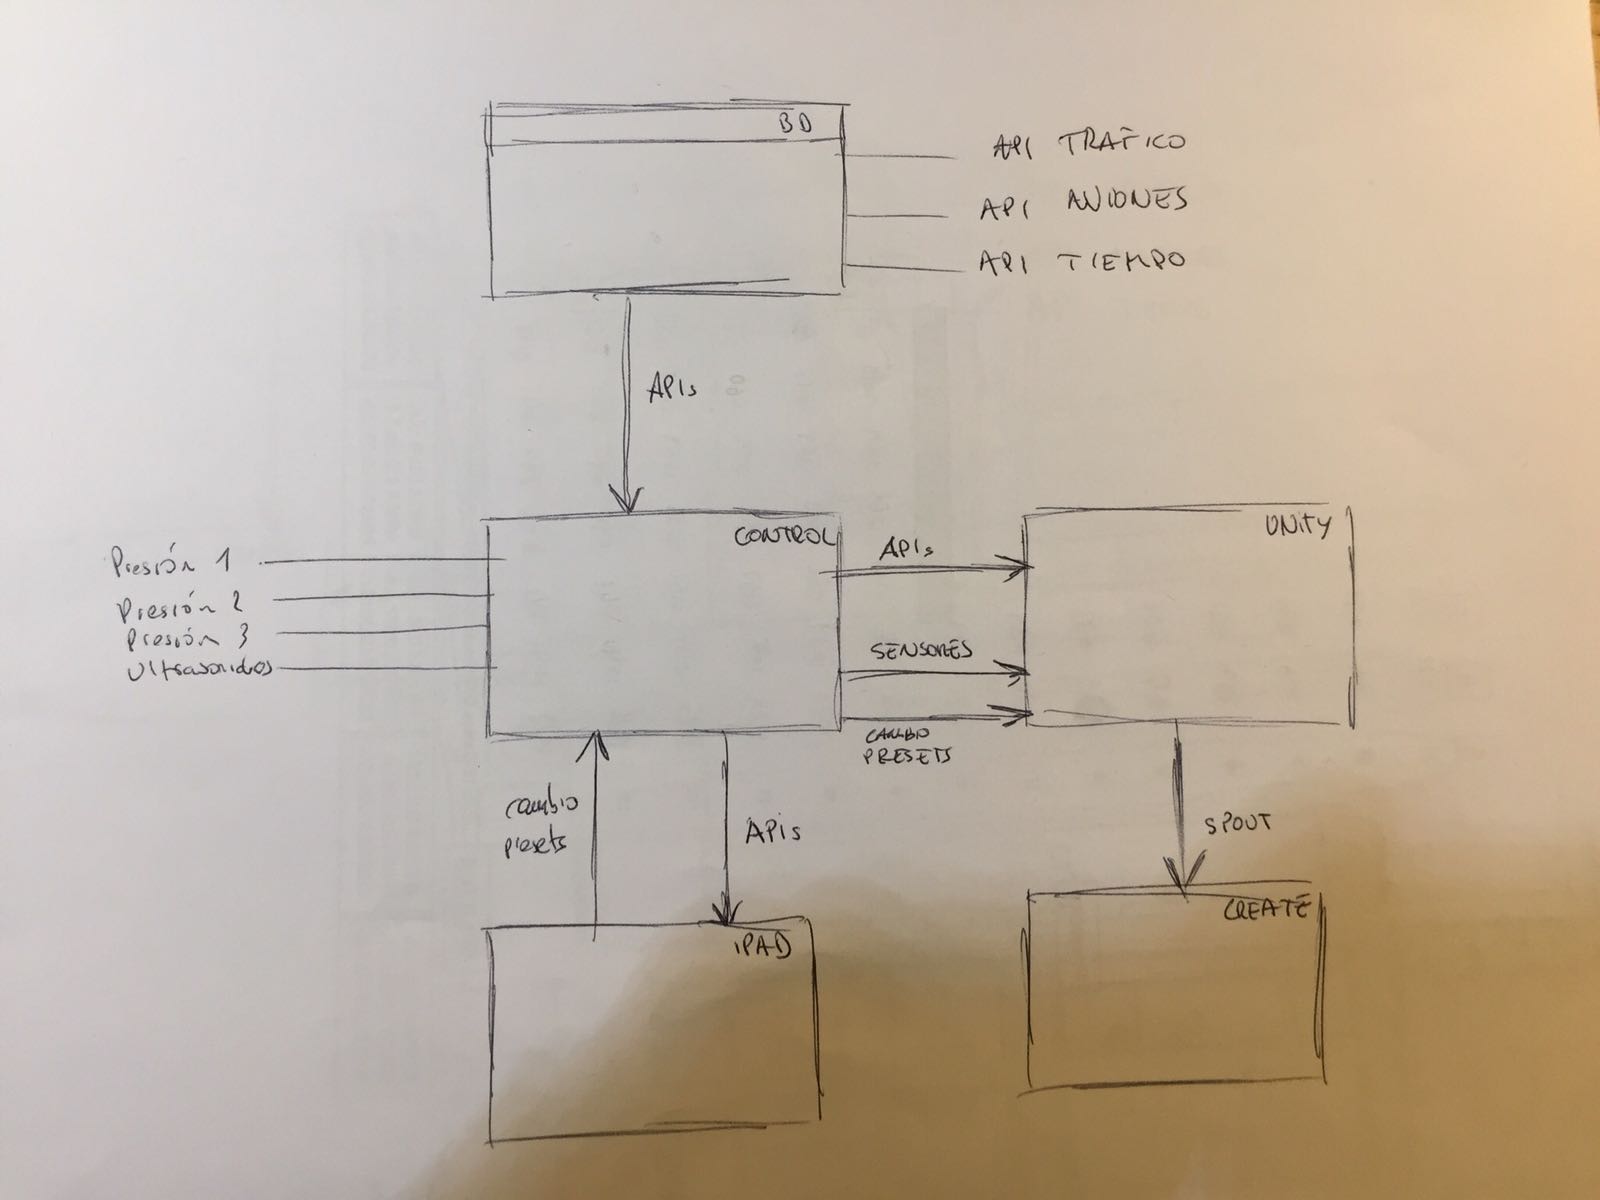 BD
API TRAFICO
API AVIONES
API TIEMPO
APIs
CONTROL
UNITY
Presión 1
Presión 2
Presión 3
Ultrasonidos
APIs
SENSORES
CAMBIO
PRESETS
cambio
presets
APis
SPOUT
iPAD
CREATE